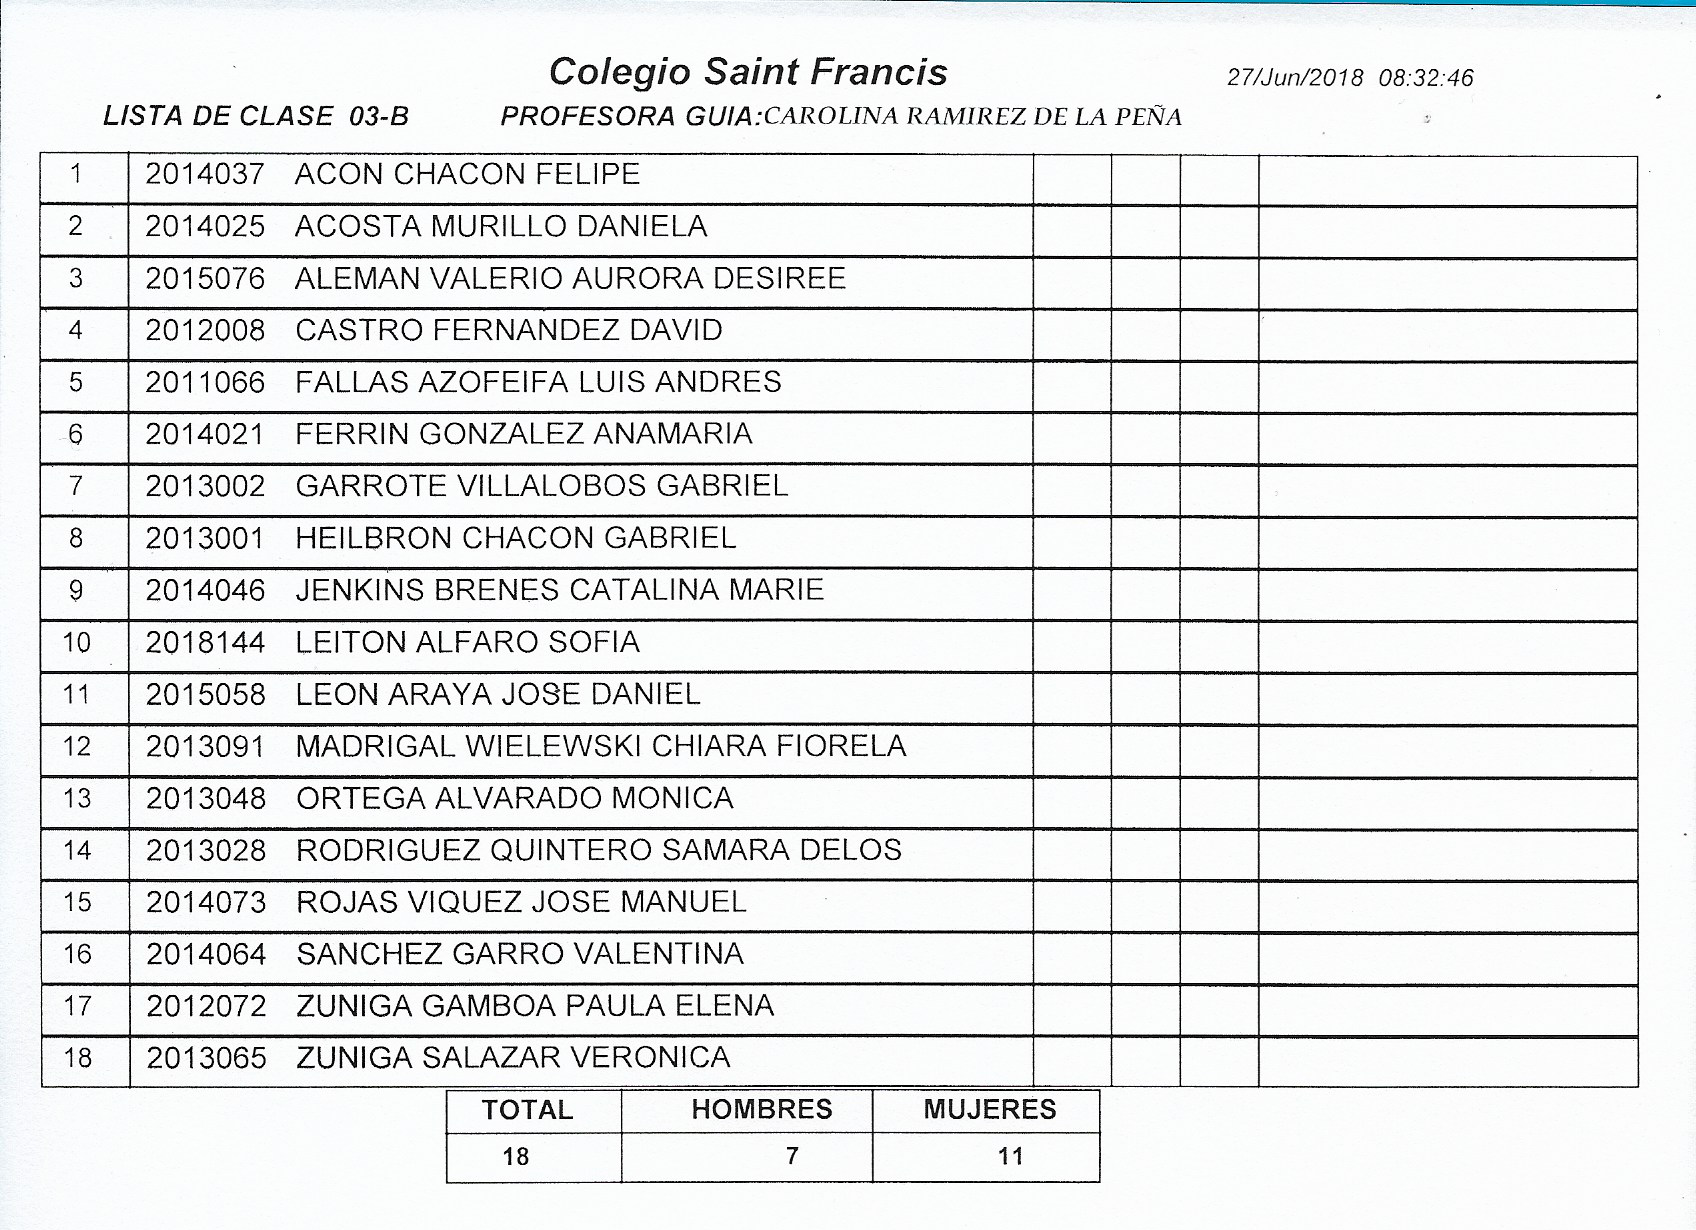 Colegio Saint Francis 27/Jun/2018 08:32:46
LISTA DE CLASE 03-B PROFESORA GUIA:CAROLINA RAMIREZ DE LA PEÑA
1 2014037 ACON CHACON FELIPE
2 2014025 ACOSTA MURILLO DANIELA
3 2015076 ALEMAN VALERIO AURORA DESIREE
4 2012008 CASTRO FERNANDEZ DAVID
5 2011066 FALLAS AZOFEIFA LUIS ANDRES
6 2014021 FERRIN GONZALEZ ANAMARIA
7 2013002 GARROTE VILLALOBOS GABRIEL
8 2013001 HEILBRON CHACON GABRIEL
9 2014046 JENKINS BRENES CATALINA MARIE
10 2018144 LEITON ALFARO SOFIA
11 2015058 LEON ARAYA JOSE DANIEL
12 2013091 MADRIGAL WIELEWSKI CHIARA FIORELA
13 2013048 ORTEGA ALVARADO MONICA
14 2013028 RODRIGUEZ QUINTERO SAMARA DELOS
15 2014073 ROJAS VIQUEZ JOSE MANUEL
16 2014064 SANCHEZ GARRO VALENTINA
17 2012072 ZUNIGA GAMBOA PAULA ELENA
18 2013065 ZUNIGA SALAZAR VERONICA
TOTAL HOMBRES MUJERES
18 7 11